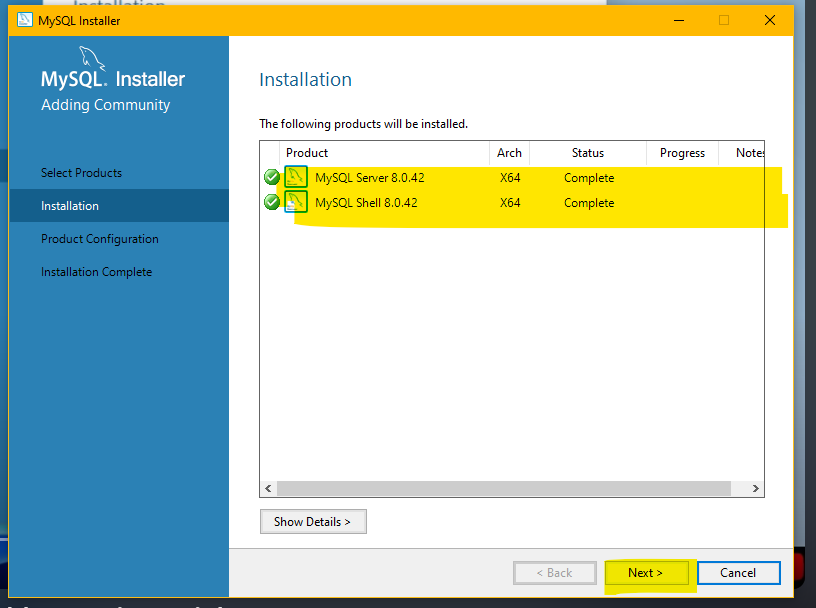 Installation
MySQL Installer
MySQL. Installer
Adding Community
Select Products
Installation
Product Configuration
Installation Complete
Installation
The following products will be installed.
Product Arch Status Progress Notes
MySQL Server 8.0.42 X64 Complete
MySQL Shell 8.0.42 X64 Complete
Show Details >
< Back Next > Cancel